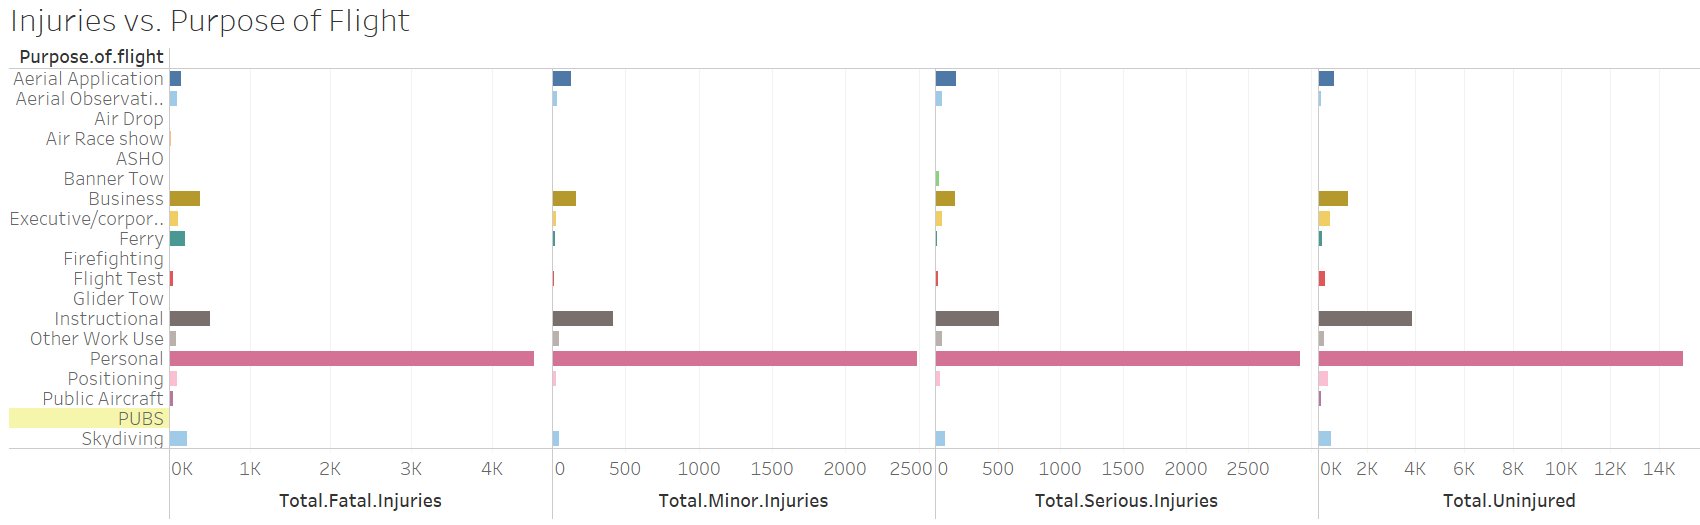 Injuries vs. Purpose of Flight
Purpose.of.flight
Aerial Application
Aerial Observati..
Air Drop
Air Race show
ASHO
Banner Tow
Business
Executive/corpor..
Ferry
Firefighting
Flight Test
Glider Tow
Instructional
Other Work Use
Personal
Positioning
Public Aircraft
PUBS
Skydiving
0K 1K 2K 3K 4K 0 500 1000 1500 2000 2500 0 500 1000 1500 2000 2500 0K 2K 4K 6K 8K 10K 12K 14K
Total.Fatal.Injuries Total.Minor.Injuries Total.Serious.Injuries Total.Uninjured